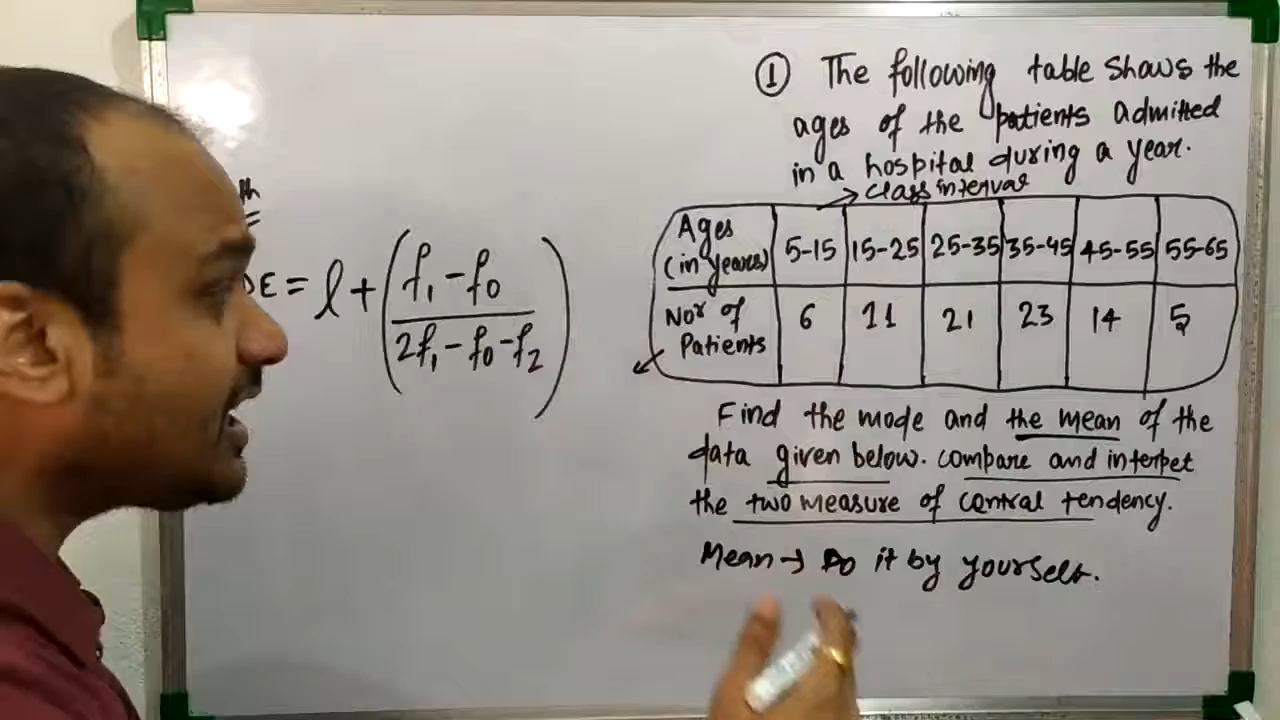 ① The following table shows the
ages of the patients admitted
in a hospital during a year.
→ class interval
Ages (in years) 5-15 15-25 25-35 35-45 45-55 55-65
Nor of Patients 6 11 21 23 14 5
Find the mode and the mean of the
data given below. compare and interpet
the two measure of central tendency.
Mean → Do it by yourself.
DE = l + (f₁ - f₀ / 2f₁ - f₀ - f₂)